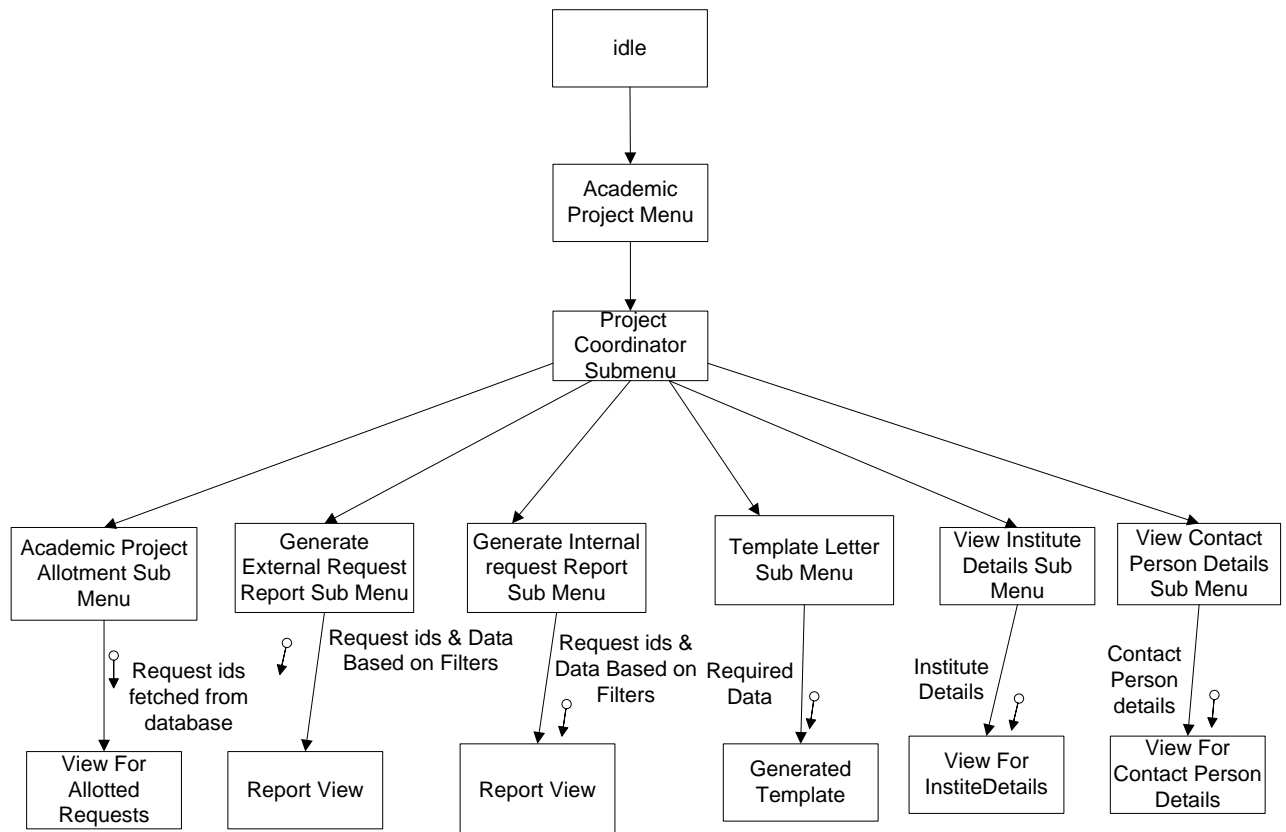 idle
Academic
Project Menu
Project
Coordinator
Submenu
Academic Project
Allotment Sub
Menu
Generate
External Request
Report Sub Menu
Generate Internal
request Report
Sub Menu
Template Letter
Sub Menu
View Institute
Details Sub
Menu
View Contact
Person Details
Sub Menu
Request ids
fetched from
database
Request ids & Data
Based on Filters
Request ids &
Data Based on
Filters
Required
Data
Institute
Details
Contact
Person
details
View For
Allotted
Requests
Report View
Report View
Generated
Template
View For
InstiteDetails
View For
Contact Person
Details